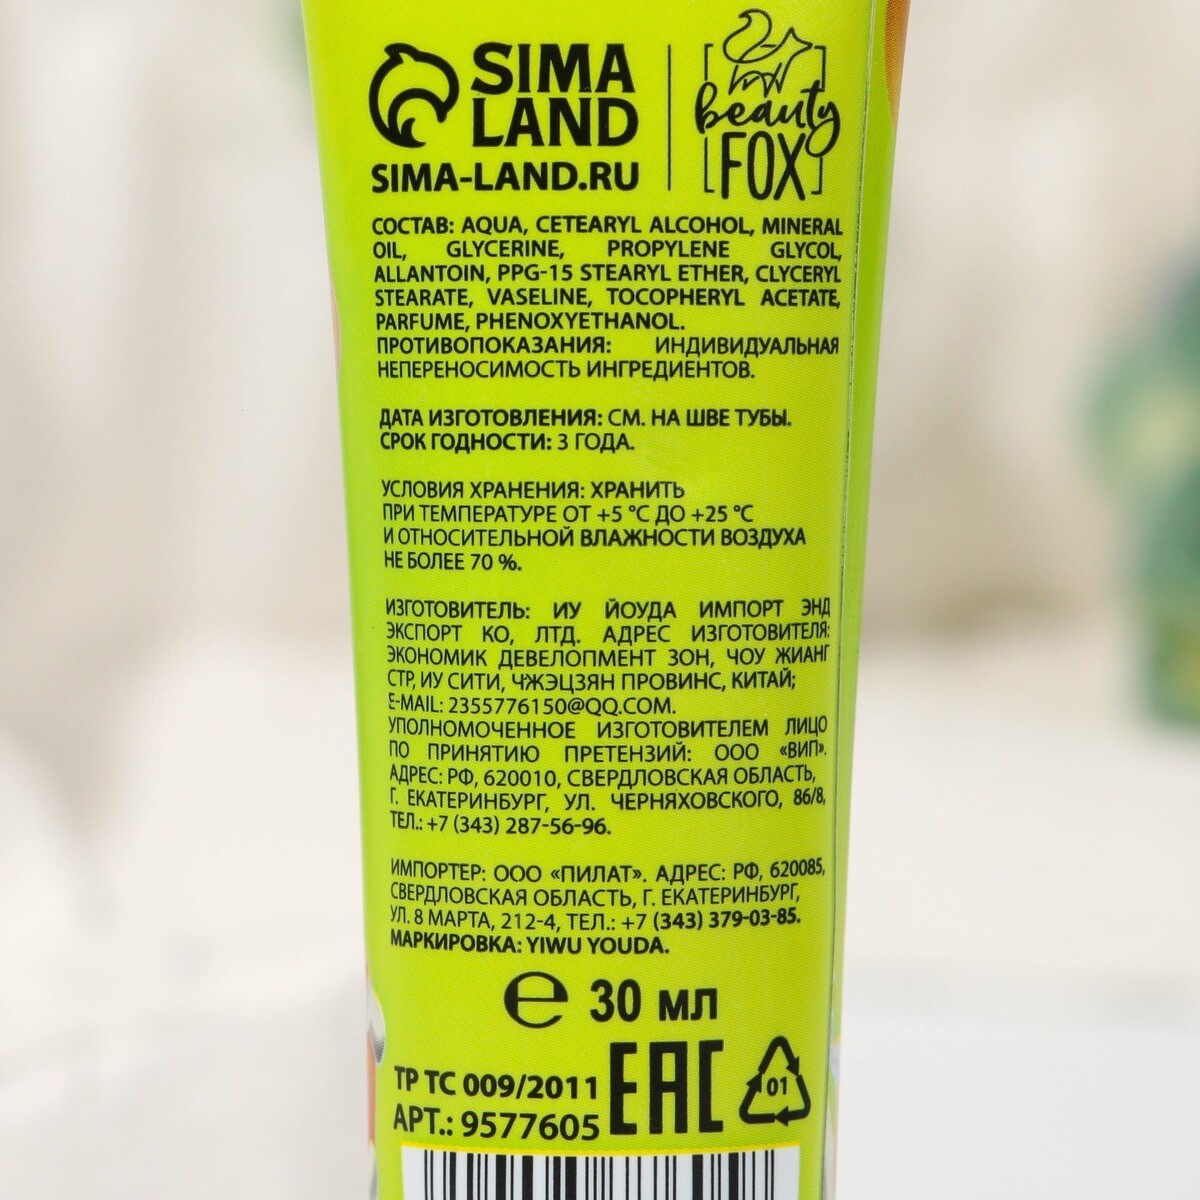 SIMA
LAND
SIMA-LAND.RU
beauty
FOX
СОСТАВ: AQUA, CETEARYL ALCOHOL, MINERAL
OIL, GLYCERINE, PROPYLENE GLYCOL,
ALLANTOIN, PPG-15 STEARYL ETHER, CLYCERYL
STEARATE, VASELINE, TOCOPHERYL ACETATE,
PARFUME, PHENOXYETHANOL.
ПРОТИВОПОКАЗАНИЯ: ИНДИВИДУАЛЬНАЯ
НЕПЕРЕНОСИМОСТЬ ИНГРЕДИЕНТОВ.
ДАТА ИЗГОТОВЛЕНИЯ: СМ. НА ШВЕ ТУБЫ.
СРОК ГОДНОСТИ: 3 ГОДА.
УСЛОВИЯ ХРАНЕНИЯ: ХРАНИТЬ
ПРИ ТЕМПЕРАТУРЕ ОТ +5 °C ДО +25 °C
И ОТНОСИТЕЛЬНОЙ ВЛАЖНОСТИ ВОЗДУХА
НЕ БОЛЕЕ 70 %.
ИЗГОТОВИТЕЛЬ: ИУ ЙОУДА ИМПОРТ ЭНД
ЭКСПОРТ КО, ЛТД. АДРЕС ИЗГОТОВИТЕЛЯ:
ЭКОНОМИК ДЕВЕЛОПМЕНТ ЗОН, ЧОУ ЖИАНГ
СТР, ИУ СИТИ, ЧЖЭЦЗЯН ПРОВИНС, КИТАЙ;
E-MAIL: 2355776150@QQ.COM.
УПОЛНОМОЧЕННОЕ ИЗГОТОВИТЕЛЕМ ЛИЦО
ПО ПРИНЯТИЮ ПРЕТЕНЗИЙ: ООО «ВИП».
АДРЕС: РФ, 620010, СВЕРДЛОВСКАЯ ОБЛАСТЬ,
Г. ЕКАТЕРИНБУРГ, УЛ. ЧЕРНЯХОВСКОГО, 86/8,
ТЕЛ.: +7 (343) 287-56-96.
ИМПОРТЕР: ООО «ПИЛАТ». АДРЕС: РФ, 620085,
СВЕРДЛОВСКАЯ ОБЛАСТЬ, Г. ЕКАТЕРИНБУРГ,
УЛ. 8 МАРТА, 212-4, ТЕЛ.: +7 (343) 379-03-85.
МАРКИРОВКА: YIWU YOUDA.
℮ 30 мл
ТР ТС 009/2011
АРТ.: 9577605
ЕАС
01